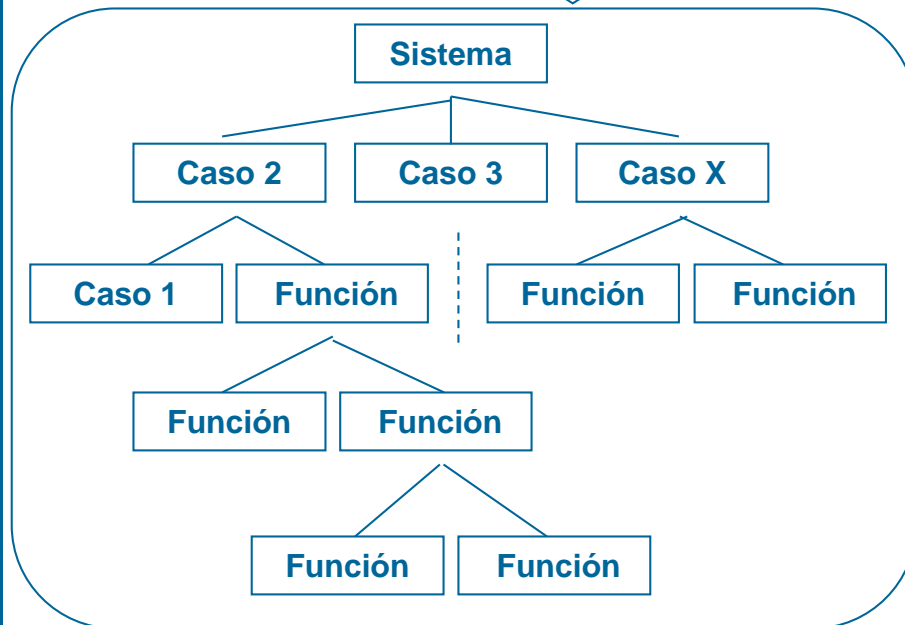 Sistema
Caso 2
Caso 3
Caso X
Caso 1
Función
Función
Función
Función
Función
Función
Función